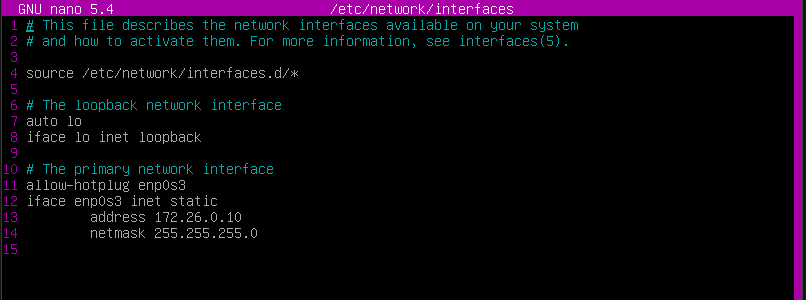 GNU nano 5.4 /etc/network/interfaces
1 # This file describes the network interfaces available on your system
2 # and how to activate them. For more information, see interfaces(5).
3
4 source /etc/network/interfaces.d/*
5
6 # The loopback network interface
7 auto lo
8 iface lo inet loopback
9
10 # The primary network interface
11 allow-hotplug enp0s3
12 iface enp0s3 inet static
13 address 172.26.0.10
14 netmask 255.255.255.0
15